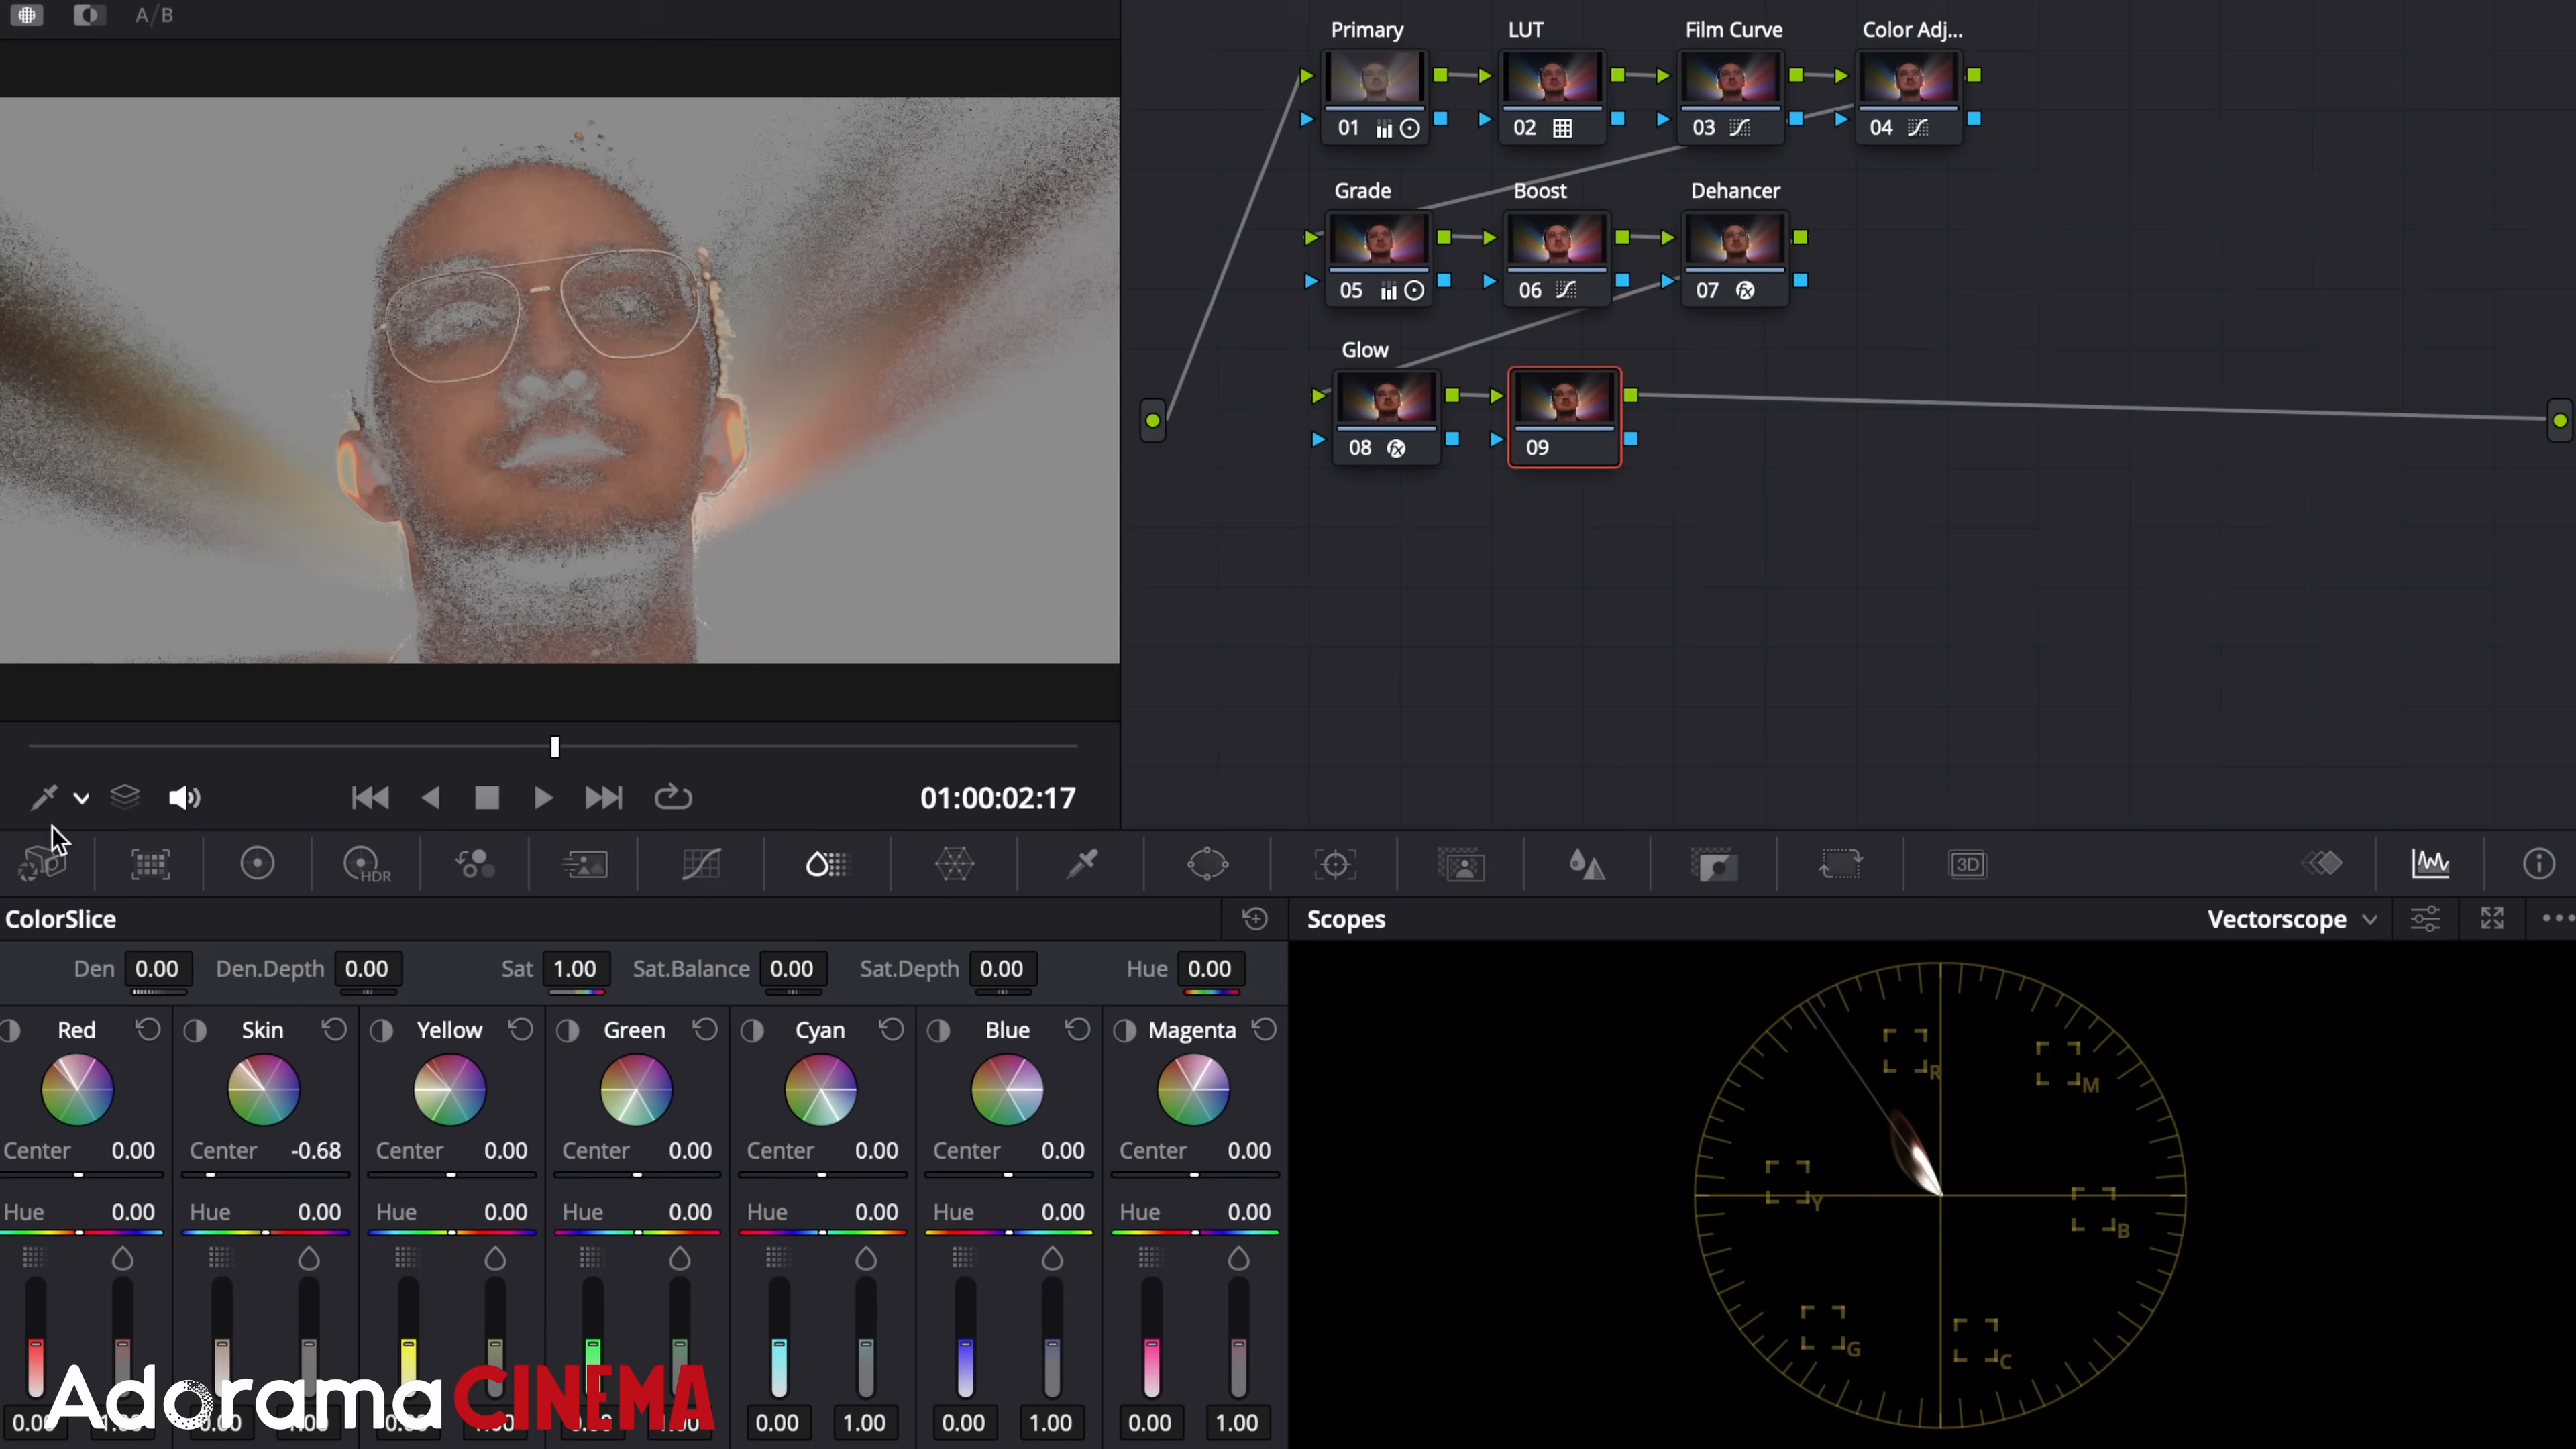 A/B
Primary LUT Film Curve Color Adj...
01 02 03 04
Grade Boost Dehancer
05 06 07
Glow
08 09
01:00:02:17
HDR
3D
ColorSlice
Scopes Vectorscope
Den 0.00 Den.Depth 0.00 Sat 1.00 Sat.Balance 0.00 Sat.Depth 0.00 Hue 0.00
Red Skin Yellow Green Cyan Blue Magenta
Center 0.00 Center -0.68 Center 0.00 Center 0.00 Center 0.00 Center 0.00 Center 0.00
Hue 0.00 Hue 0.00 Hue 0.00 Hue 0.00 Hue 0.00 Hue 0.00 Hue 0.00
R
M
Y
B
G
C
Adorama CINEMA
0.00 1.00 0.00 1.00 0.00 1.00